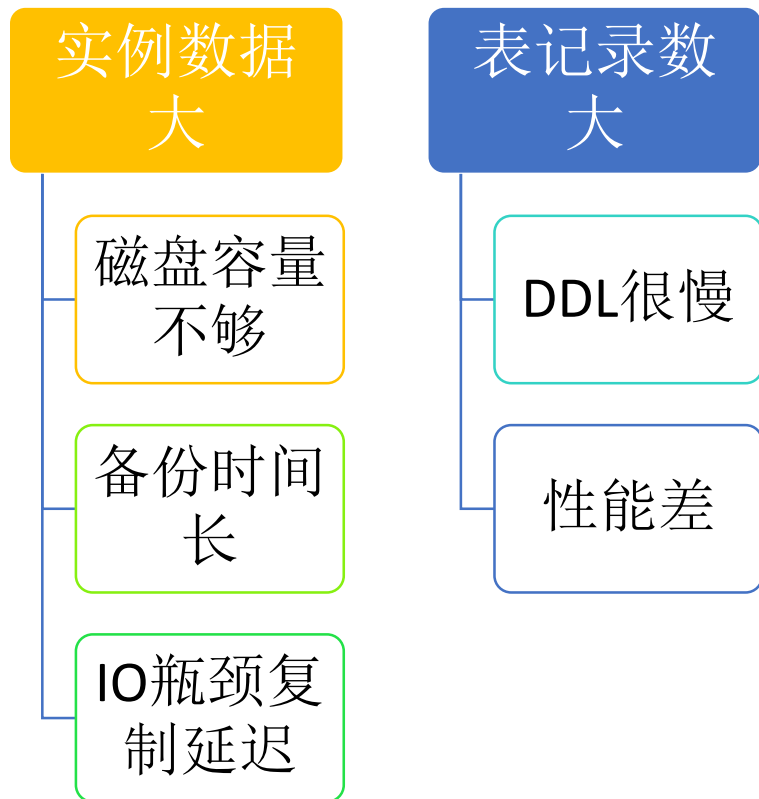 实例数据
大
磁盘容量
不够
备份时间
长
IO瓶颈复
制延迟
表记录数
大
DDL很慢
性能差